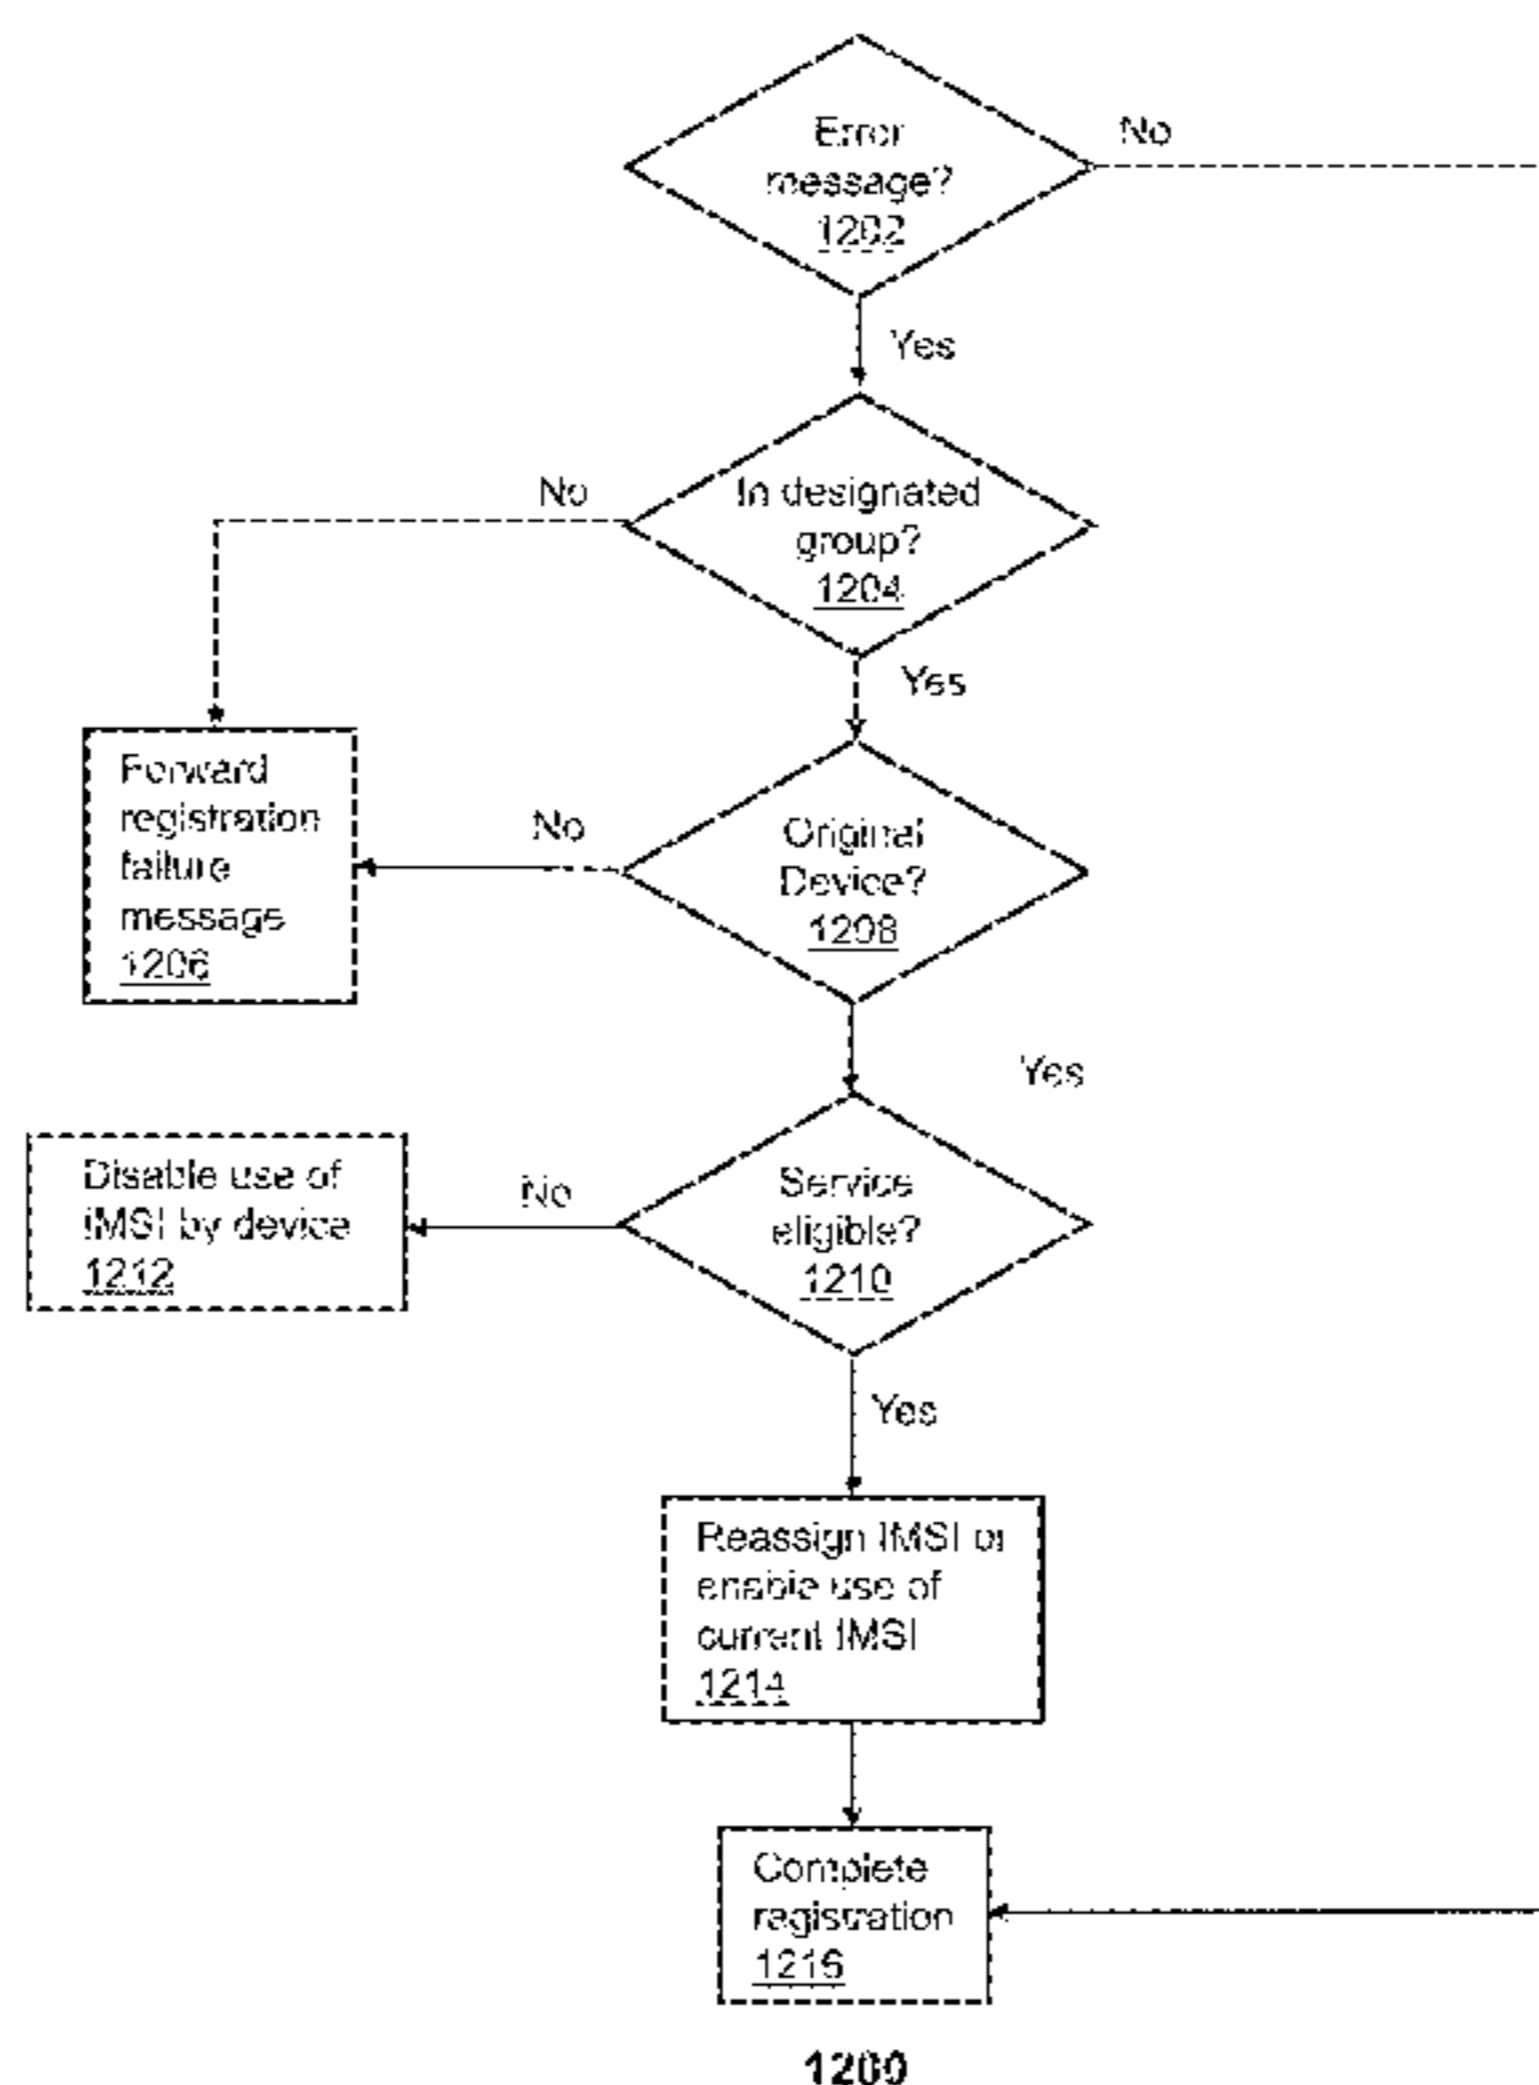 Error
message?
1202
No
Yes
In designated
group?
1204
No
Yes
Forward
registration
failure
message
1206
No
Original
Device?
1208
Yes
Disable use of
IMSI by device
1212
No
Service
eligible?
1210
Yes
Reassign IMSI or
enable use of
current IMSI
1214
Complete
registration
1216
1200